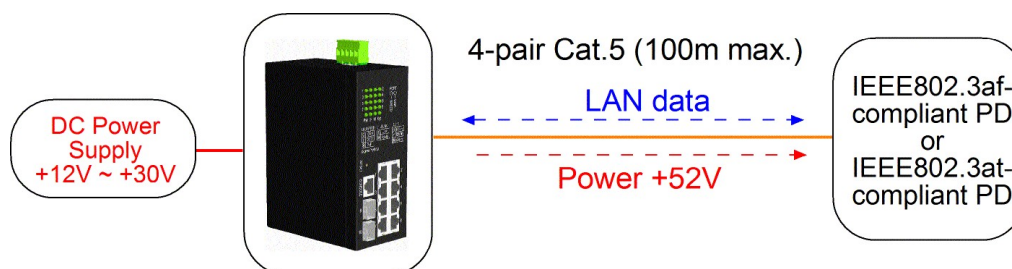 DC Power
Supply
+12V ~ +30V
4-pair Cat.5 (100m max.)
LAN data
Power +52V
IEEE802.3af-
compliant PD
or
IEEE802.3at-
compliant PD